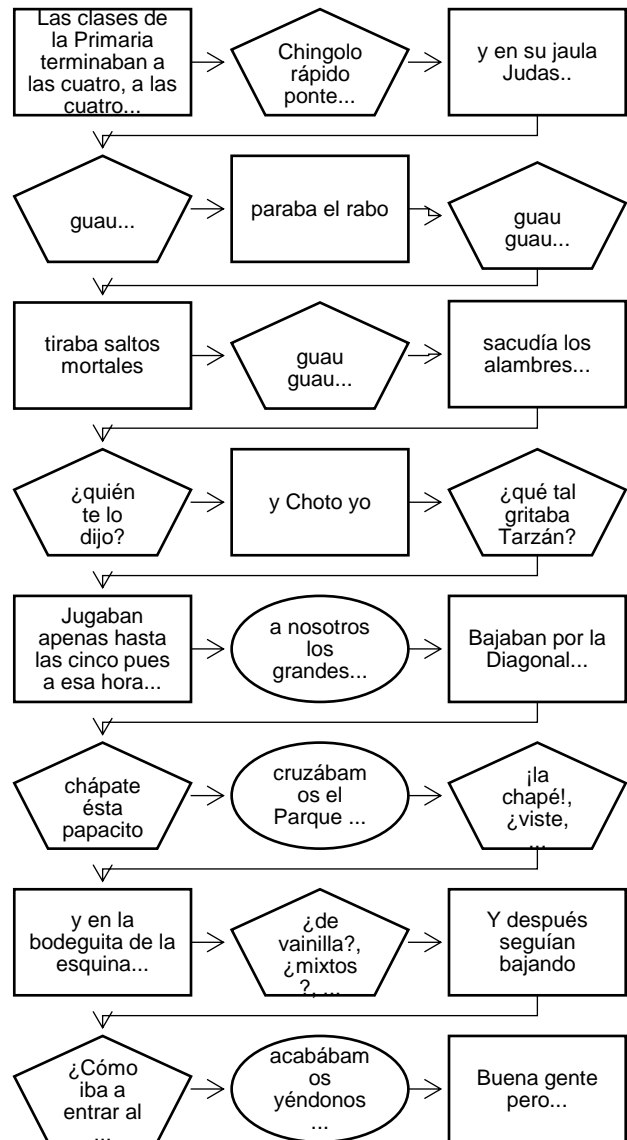 Las clases de
la Primaria
terminaban a
las cuatro, a las
cuatro...
Chingolo
rápido
ponte...
y en su jaula
Judas..
guau...
paraba el rabo
guau
guau...
tiraba saltos
mortales
guau
guau...
sacudía los
alambres...
¿quién
te lo
dijo?
y Choto yo
¿qué tal
gritaba
Tarzán?
Jugaban
apenas hasta
las cinco pues
a esa hora...
a nosotros
los
grandes...
Bajaban por la
Diagonal...
chápate
ésta
papacito
cruzábam
os el
Parque ...
¡la
chapé!,
¿viste,
...
y en la
bodeguita de la
esquina...
¿de
vainilla?,
¿mixtos
?, ...
Y después
seguían
bajando
¿Cómo
iba a
entrar al
...
acabábam
os
yéndonos
...
Buena gente
pero...